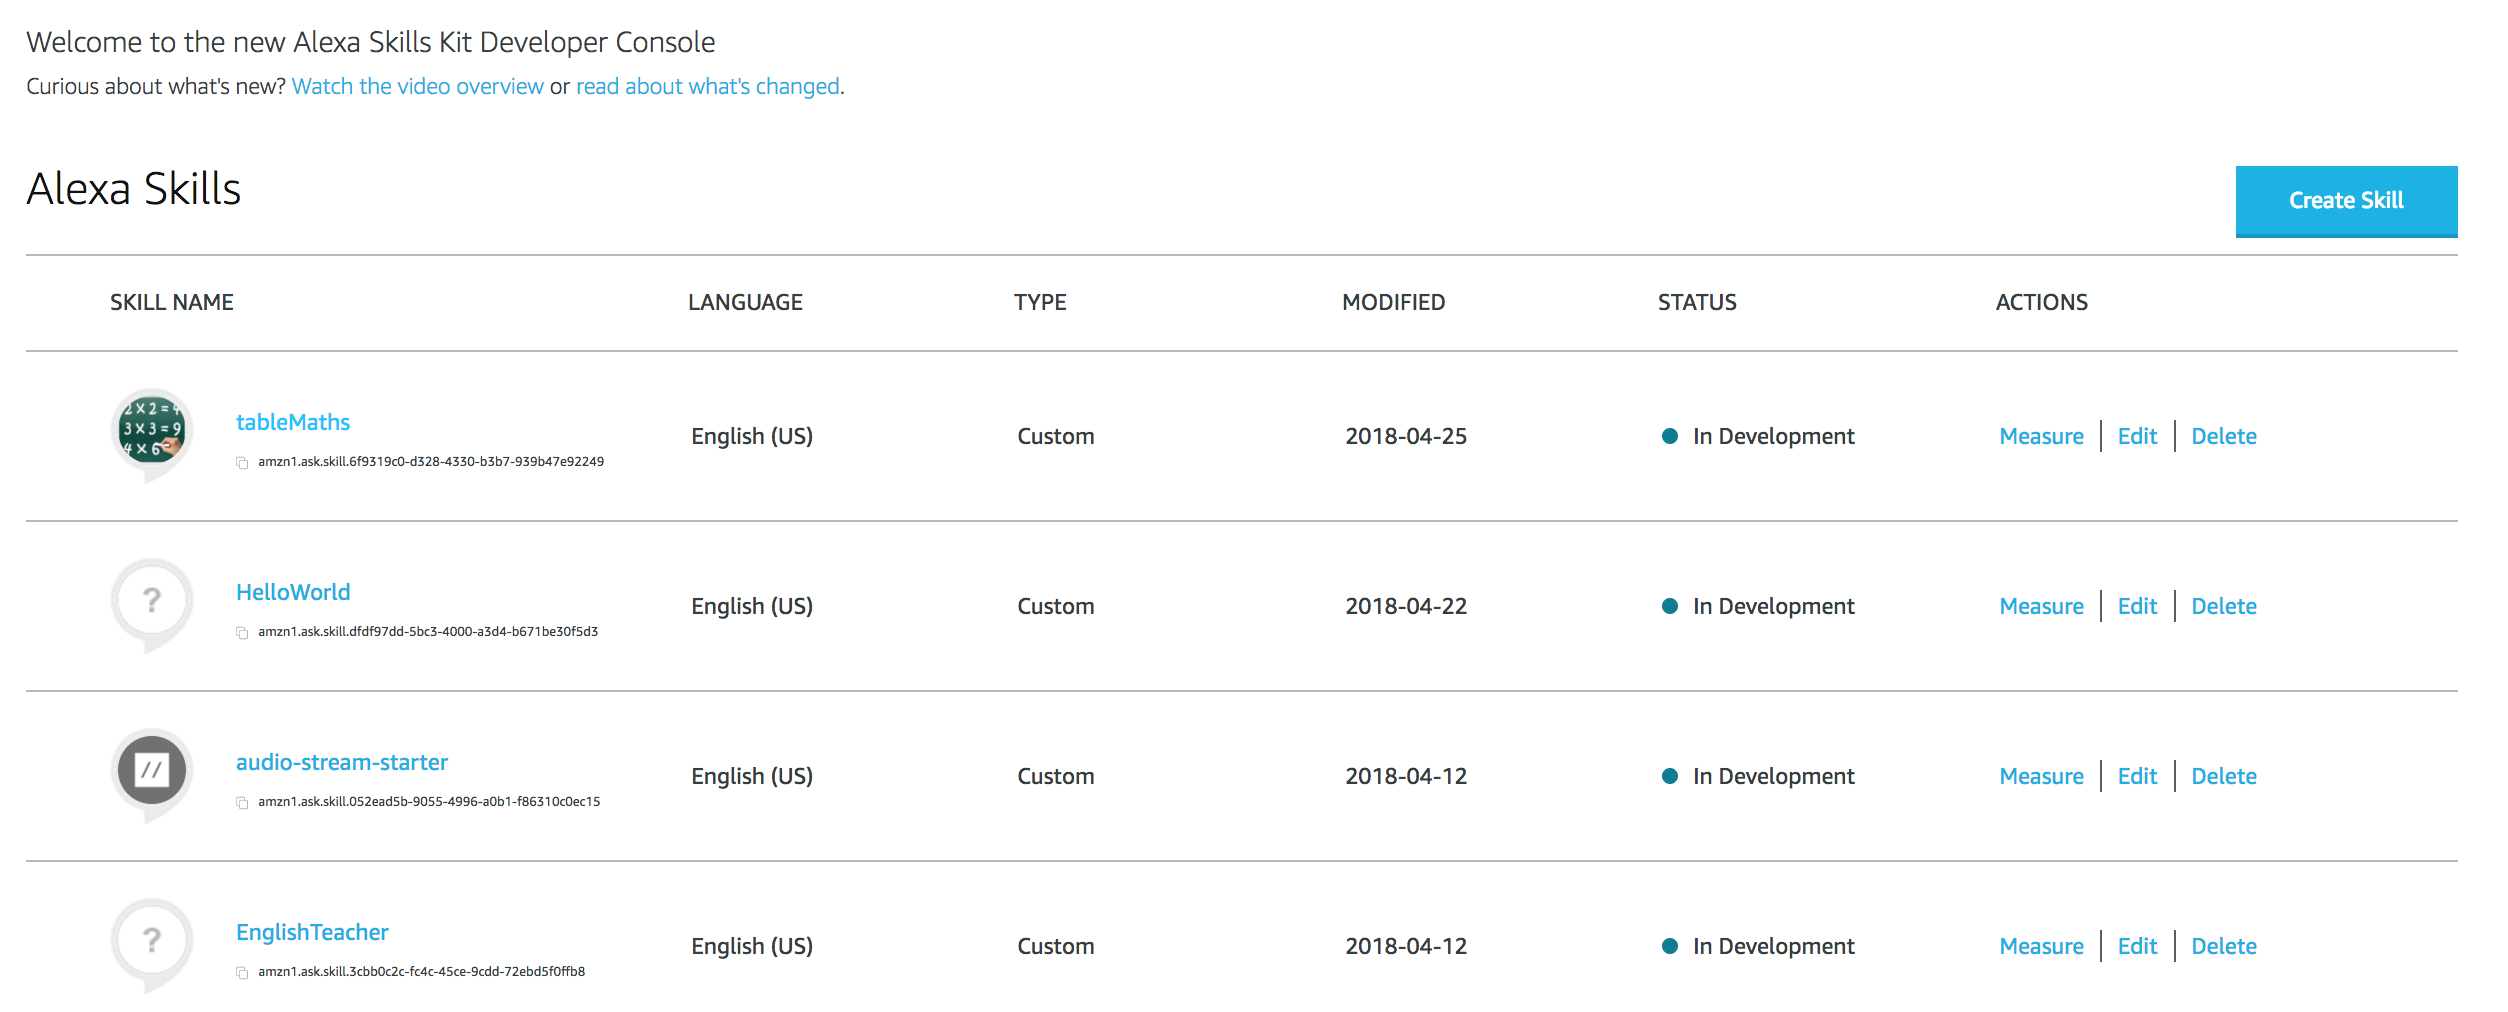 Welcome to the new Alexa Skills Kit Developer Console
Curious about what's new? Watch the video overview or read about what's changed.
Alexa Skills
Create Skill
SKILL NAME LANGUAGE TYPE MODIFIED STATUS ACTIONS
2 X 2 = 4
3 X 3 = 9
4 X 6
tableMaths
amzn1.ask.skill.6f9319c0-d328-4330-b3b7-939b47e92249
English (US) Custom 2018-04-25 In Development Measure Edit Delete
?
HelloWorld
amzn1.ask.skill.dfdf97dd-5bc3-4000-a3d4-b671be30f5d3
English (US) Custom 2018-04-22 In Development Measure Edit Delete
//
audio-stream-starter
amzn1.ask.skill.052ead5b-9055-4996-a0b1-f86310c0ec15
English (US) Custom 2018-04-12 In Development Measure Edit Delete
?
EnglishTeacher
amzn1.ask.skill.3cbb0c2c-fc4c-45ce-9cdd-72ebd5f0ffb8
English (US) Custom 2018-04-12 In Development Measure Edit Delete